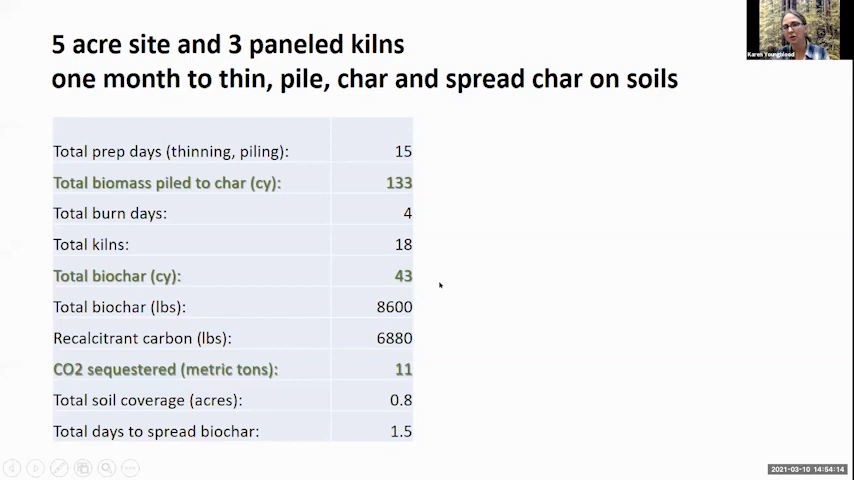 5 acre site and 3 paneled kilns
one month to thin, pile, char and spread char on soils
Karen Youngblood
Total prep days (thinning, piling): 15
Total biomass piled to char (cy): 133
Total burn days: 4
Total kilns: 18
Total biochar (cy): 43
Total biochar (lbs): 8600
Recalcitrant carbon (lbs): 6880
CO2 sequestered (metric tons): 11
Total soil coverage (acres): 0.8
Total days to spread biochar: 1.5
2021-03-10 14:54:14